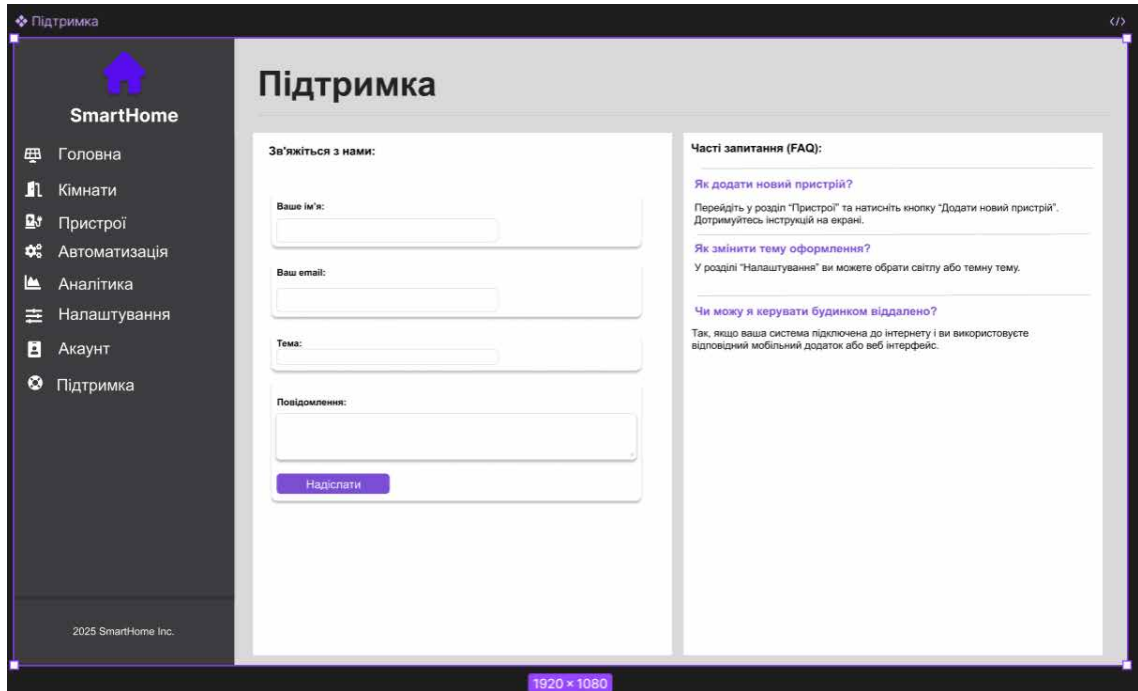 Підтримка
</>
SmartHome
Головна
Кімнати
Пристрої
Автоматизація
Аналітика
Налаштування
Акаунт
Підтримка
2025 SmartHome Inc.
Підтримка
Зв'яжіться з нами:
Ваше ім'я:
Ваш email:
Тема:
Повідомлення:
Надіслати
Часті запитання (FAQ):
Як додати новий пристрій?
Перейдіть у розділ “Пристрої” та натисніть кнопку “Додати новий пристрій”.
Дотримуйтесь інструкцій на екрані.
Як змінити тему оформлення?
У розділі “Налаштування” ви можете обрати світлу або темну тему.
Чи можу я керувати будинком віддалено?
Так, якщо ваша система підключена до інтернету і ви використовуєте
відповідний мобільний додаток або веб інтерфейс.
1920 × 1080